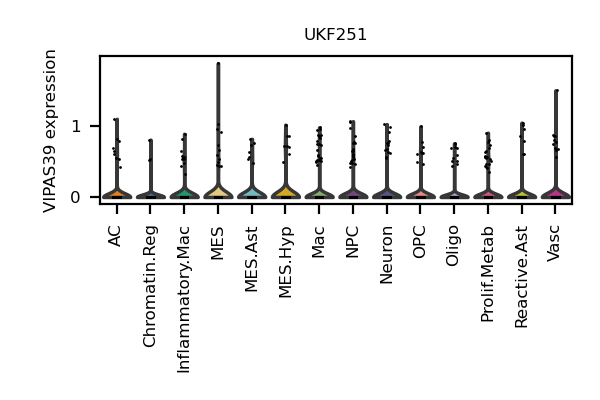 UKF251
VIPAS39 expression
1
0
AC
Chromatin.Reg
Inflammatory.Mac
MES
MES.Ast
MES.Hyp
Mac
NPC
Neuron
OPC
Oligo
Prolif.Metab
Reactive.Ast
Vasc